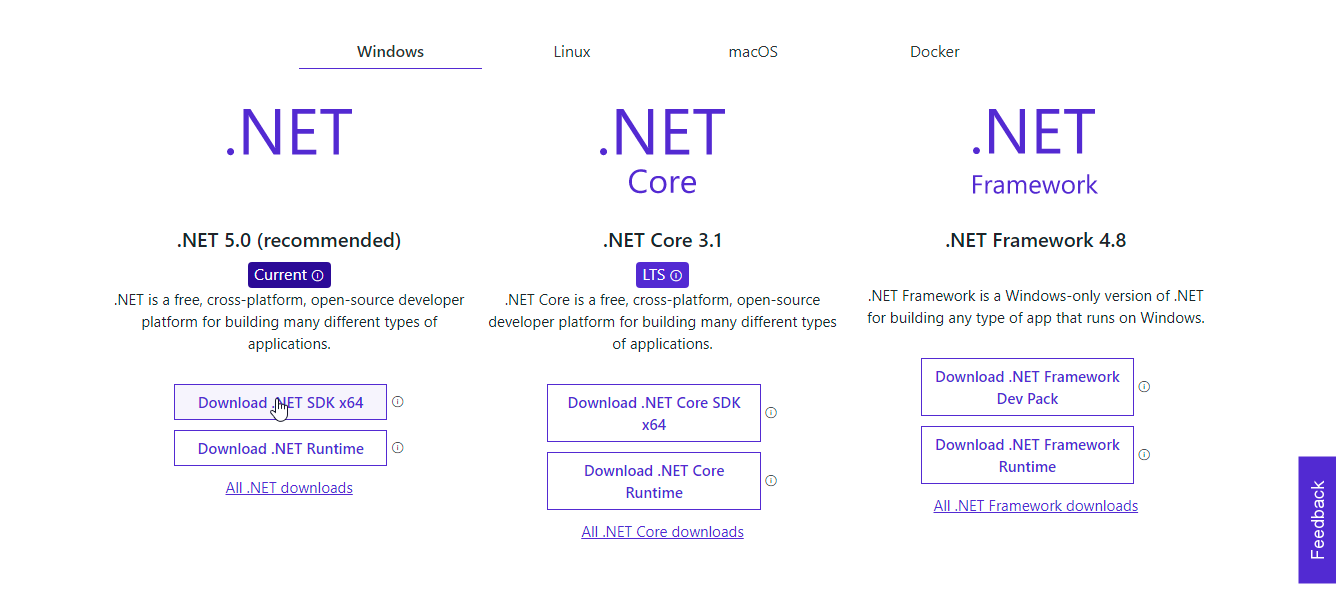 Windows
Linux
macOS
Docker
.NET
.NET 5.0 (recommended)
Current
.NET is a free, cross-platform, open-source developer
platform for building many different types of
applications.
Download .NET SDK x64
Download .NET Runtime
All .NET downloads
.NET
Core
.NET Core 3.1
LTS
.NET Core is a free, cross-platform, open-source
developer platform for building many different types
of applications.
Download .NET Core SDK
x64
Download .NET Core
Runtime
All .NET Core downloads
.NET
Framework
.NET Framework 4.8
.NET Framework is a Windows-only version of .NET
for building any type of app that runs on Windows.
Download .NET Framework
Dev Pack
Download .NET Framework
Runtime
All .NET Framework downloads
Feedback